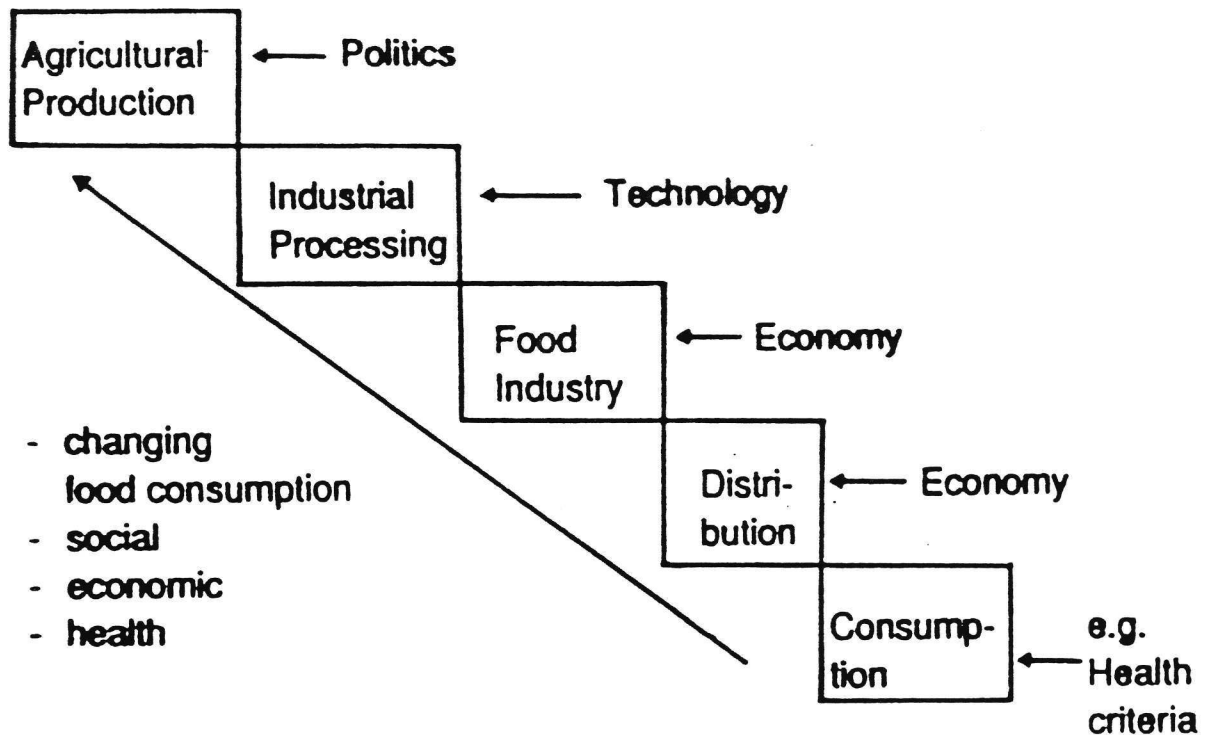 Agricultural
Production
Politics
Industrial
Processing
Technology
Food
Industry
Economy
Distri-
bution
Economy
Consump-
tion
e.g.
Health
criteria
- changing
food consumption
- social
- economic
- health